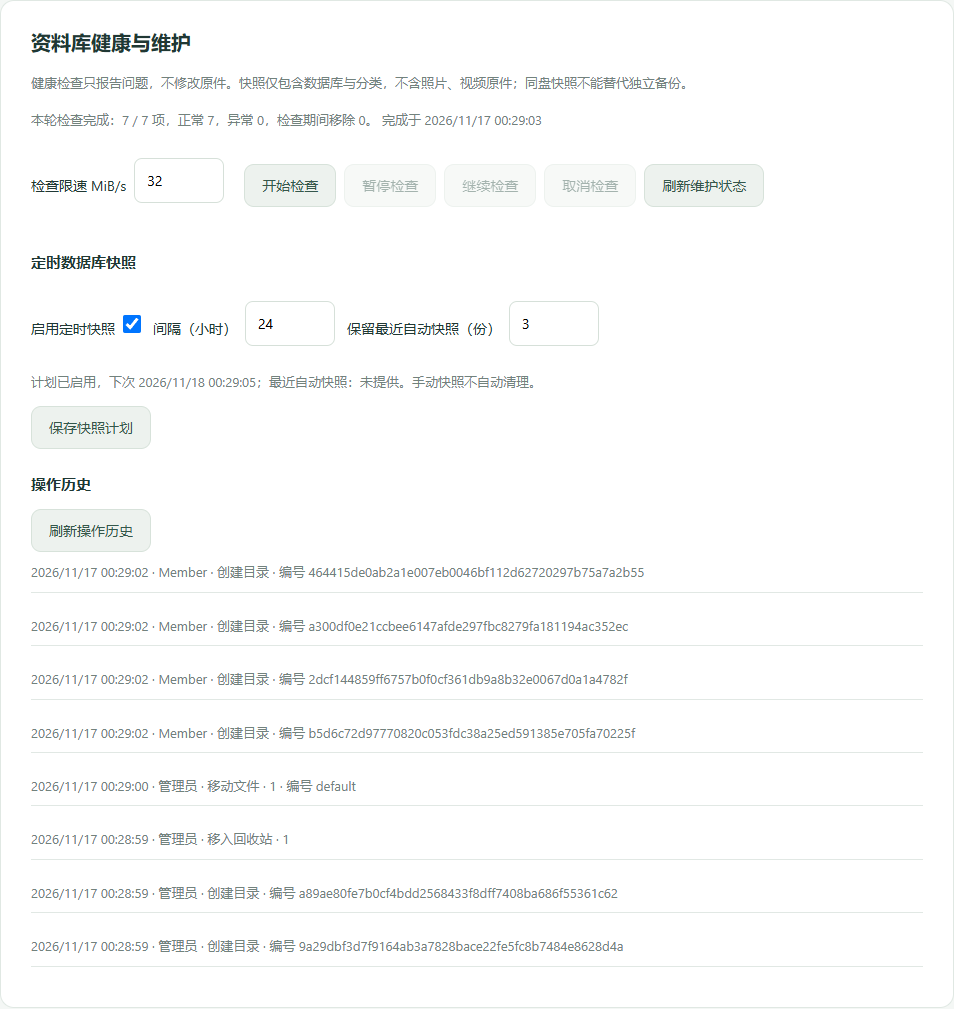 资料库健康与维护
健康检查只报告问题，不修改原件。快照仅包含数据库与分类，不含照片、视频原件；同盘快照不能替代独立备份。
本轮检查完成：7 / 7 项，正常 7，异常 0，检查期间移除 0。 完成于 2026/11/17 00:29:03
检查限速 MiB/s 32 开始检查 暂停检查 继续检查 取消检查 刷新维护状态
定时数据库快照
启用定时快照 间隔（小时） 24 保留最近自动快照（份） 3
计划已启用，下次 2026/11/18 00:29:05；最近自动快照：未提供。手动快照不自动清理。
保存快照计划
操作历史
刷新操作历史
2026/11/17 00:29:02 · Member · 创建目录 · 编号 464415de0ab2a1e007eb0046bf112d62720297b75a7a2b55
2026/11/17 00:29:02 · Member · 创建目录 · 编号 a300df0e21ccbee6147afde297fbc8279fa181194ac352ec
2026/11/17 00:29:02 · Member · 创建目录 · 编号 2dcf144859ff6757b0f0cf361db9a8b32e0067d0a1a4782f
2026/11/17 00:29:02 · Member · 创建目录 · 编号 b5d6c72d97770820c053fdc38a25ed591385e705fa70225f
2026/11/17 00:29:00 · 管理员 · 移动文件 · 1 · 编号 default
2026/11/17 00:28:59 · 管理员 · 移入回收站 · 1
2026/11/17 00:28:59 · 管理员 · 创建目录 · 编号 a89ae80fe7b0cf4bdd2568433f8dff7408ba686f55361c62
2026/11/17 00:28:59 · 管理员 · 创建目录 · 编号 9a29dbf3d7f9164ab3a7828bace22fe5fc8b7484e8628d4a